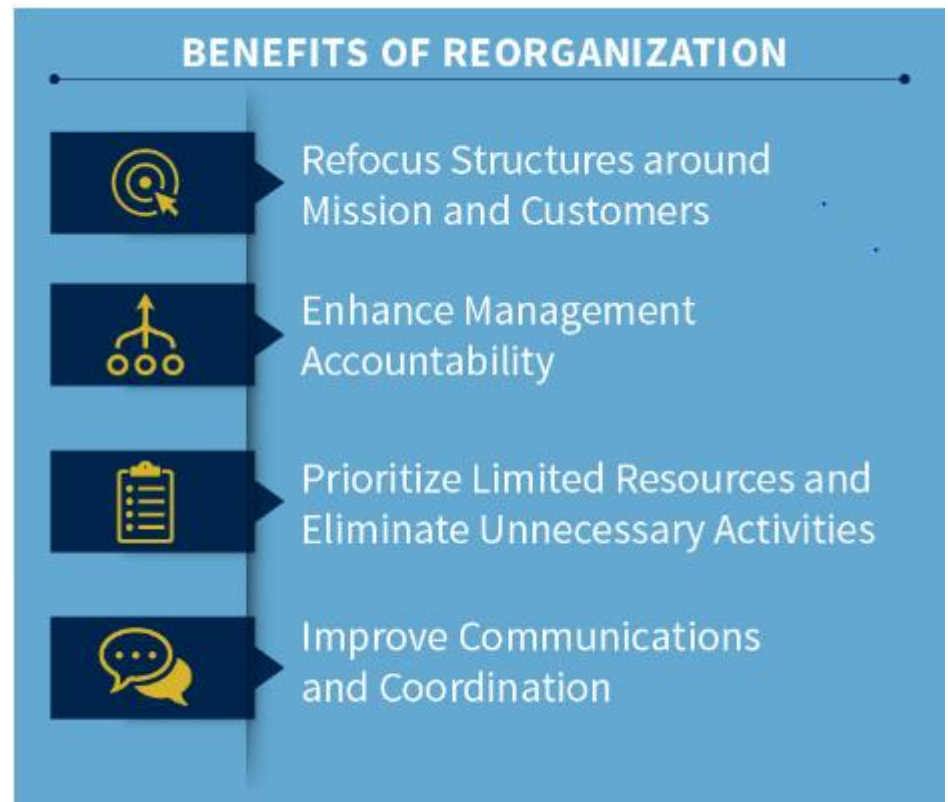 BENEFITS OF REORGANIZATION
Refocus Structures around
Mission and Customers
Enhance Management
Accountability
Prioritize Limited Resources and
Eliminate Unnecessary Activities
Improve Communications
and Coordination